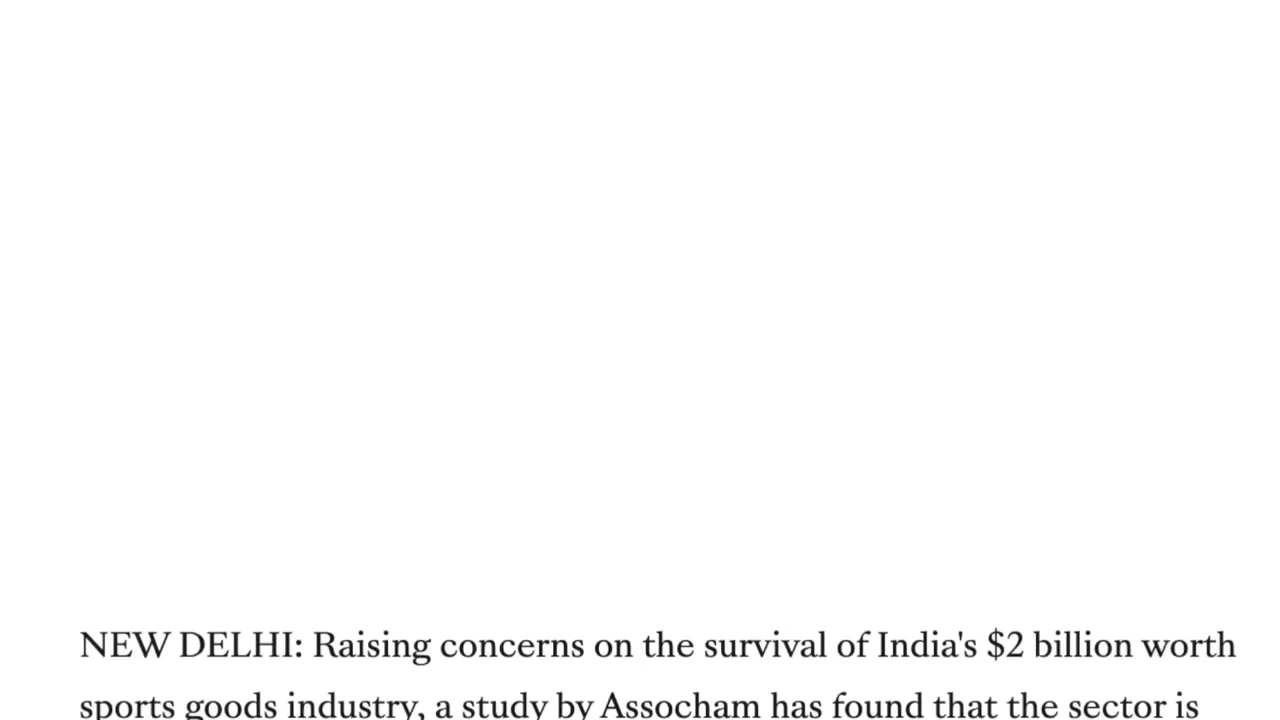 NEW DELHI: Raising concerns on the survival of India's $2 billion worth
sports goods industry, a study by Assocham has found that the sector is